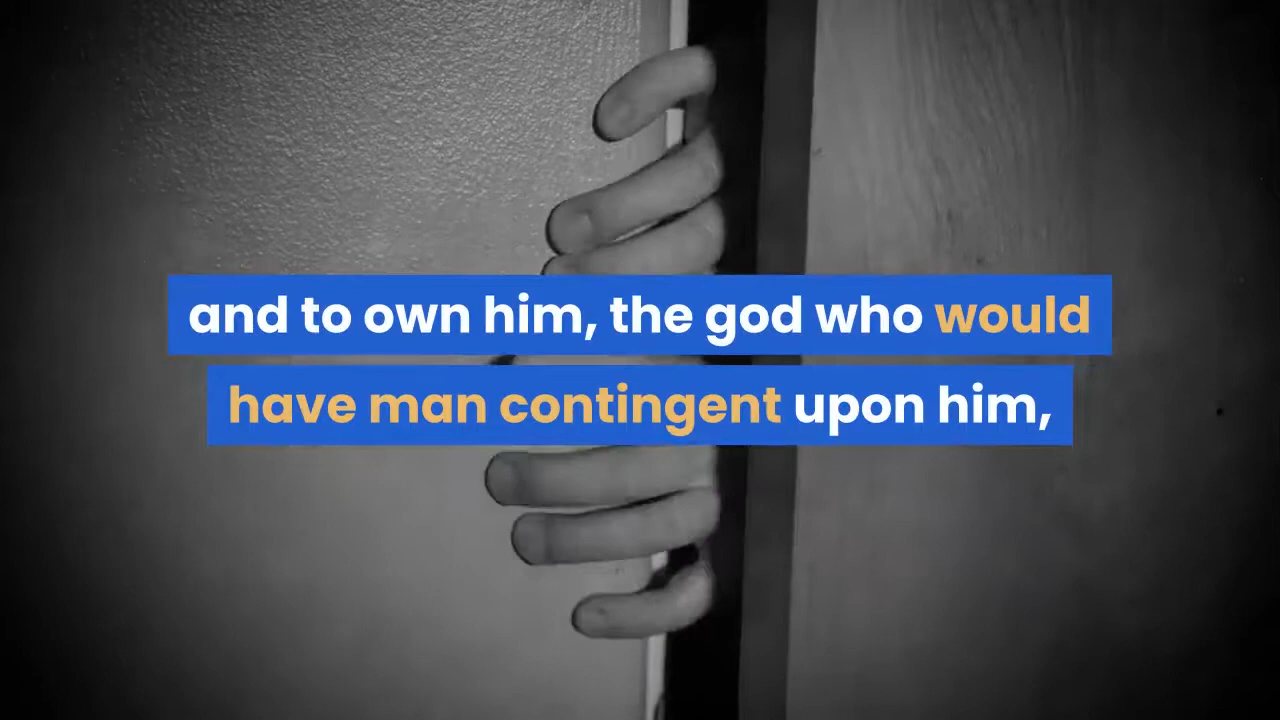 and to own him, the god who would
have man contingent upon him,